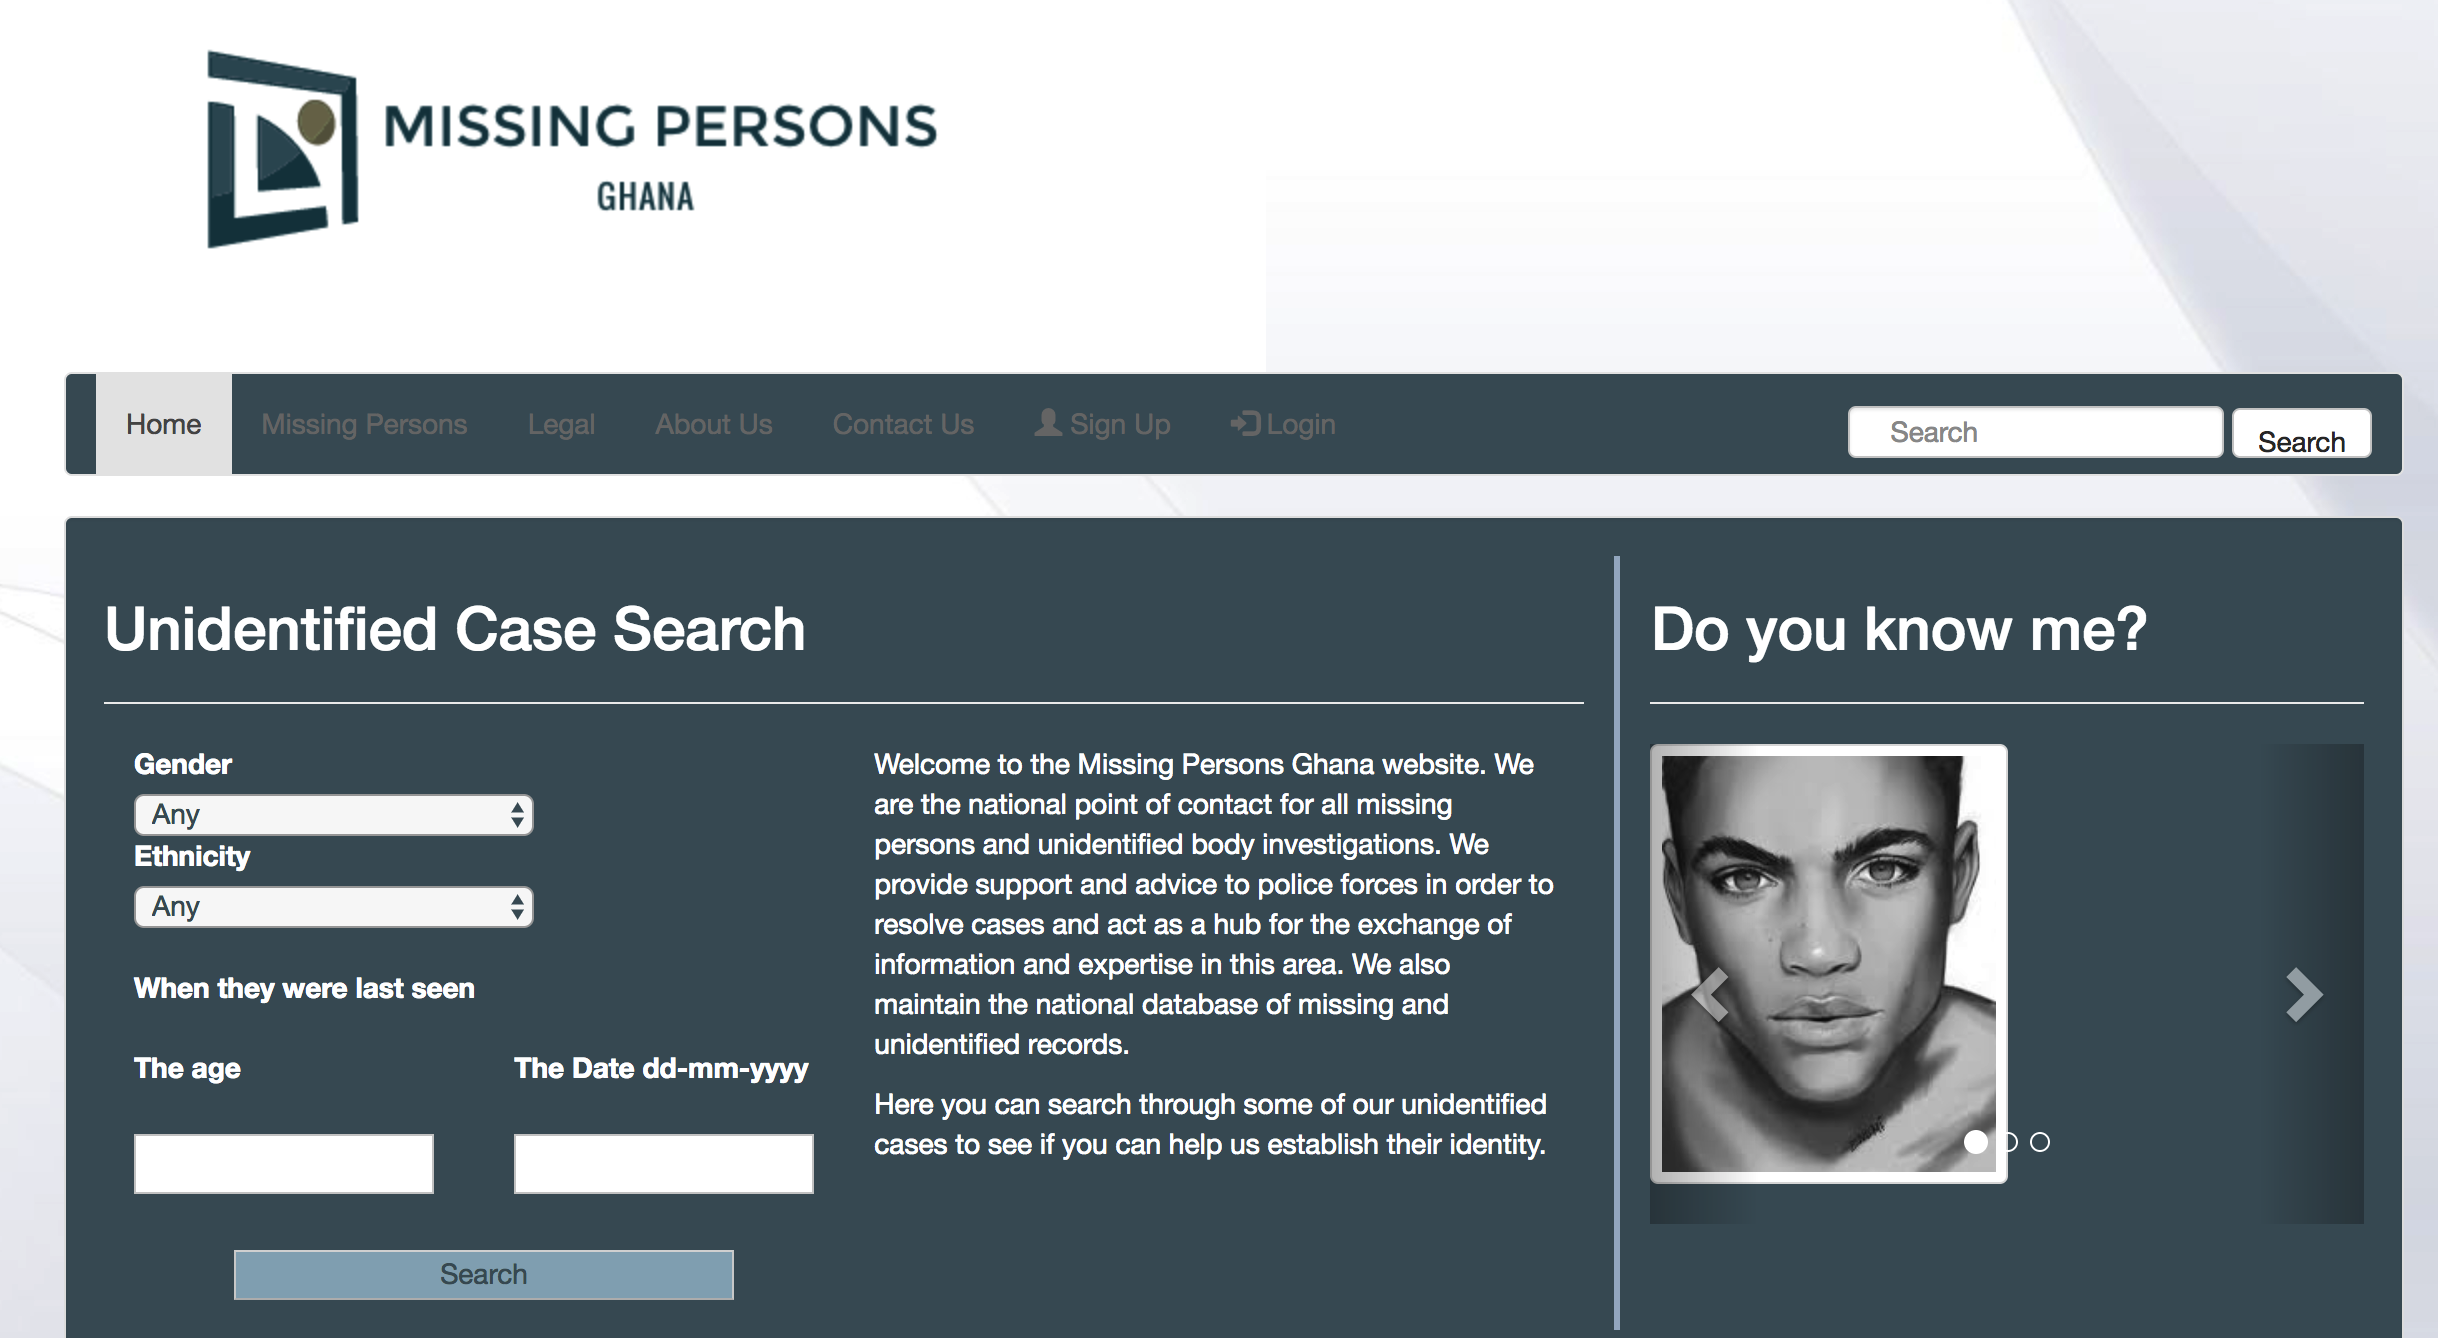 MISSING PERSONS
GHANA
Home
Missing Persons
Legal
About Us
Contact Us
Sign Up
Login
Search
Search
Unidentified Case Search
Gender
Any
Ethnicity
Any
When they were last seen
The age
The Date dd-mm-yyyy
Search
Welcome to the Missing Persons Ghana website. We
are the national point of contact for all missing
persons and unidentified body investigations. We
provide support and advice to police forces in order to
resolve cases and act as a hub for the exchange of
information and expertise in this area. We also
maintain the national database of missing and
unidentified records.
Here you can search through some of our unidentified
cases to see if you can help us establish their identity.
Do you know me?